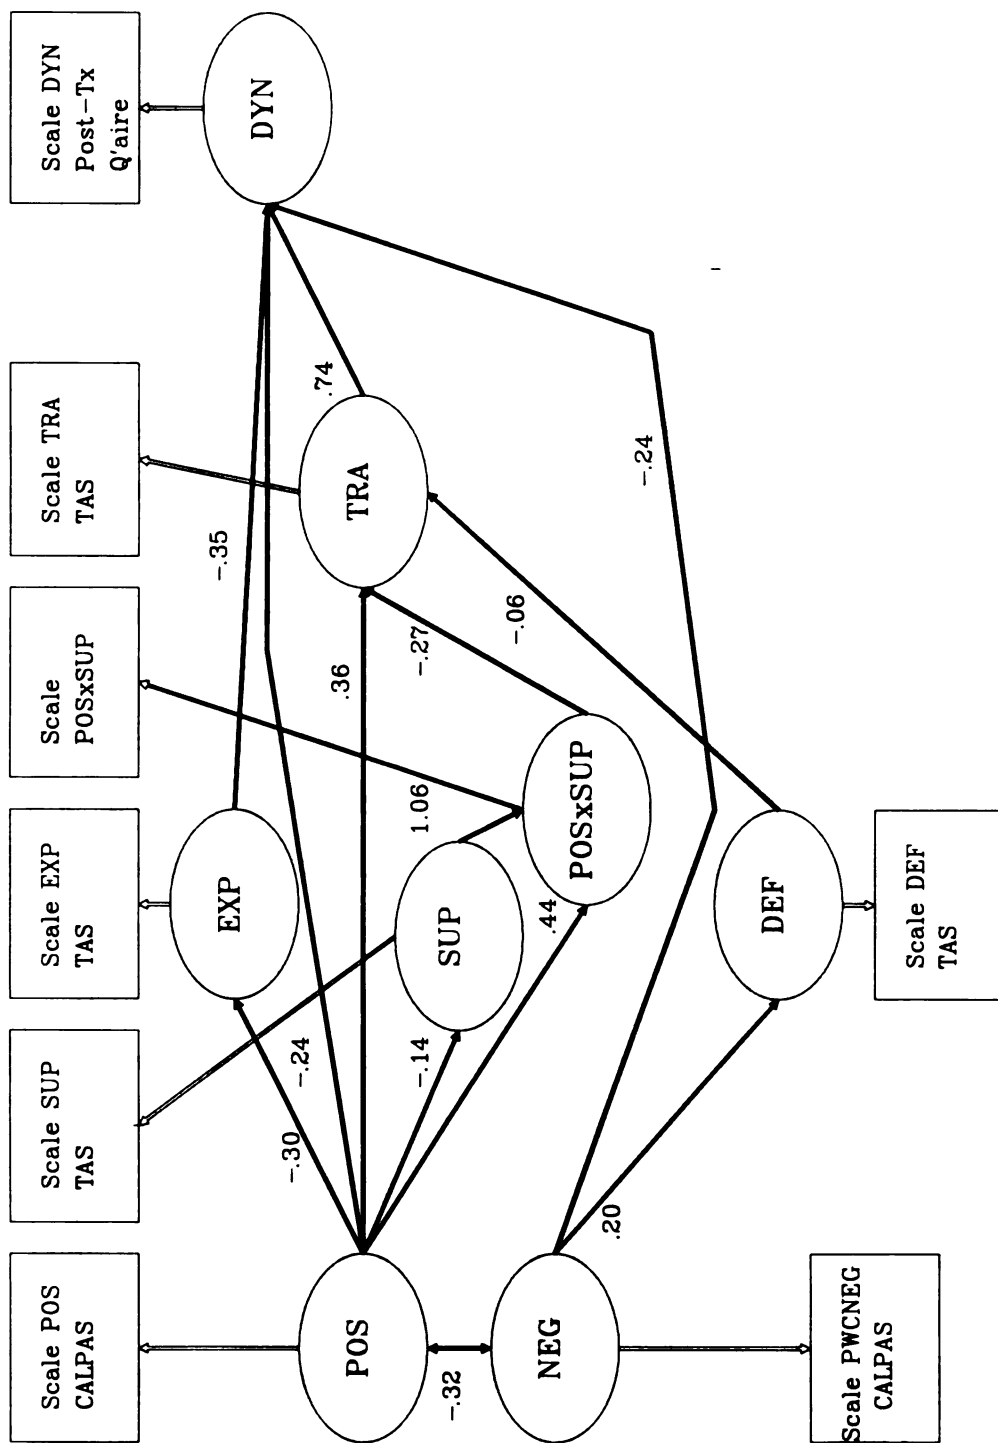 Scale POS
CALPAS
Scale SUP
TAS
Scale EXP
TAS
Scale
POSxSUP
Scale TRA
TAS
Scale DYN
Post-Tx
Q'aire
POS
NEG
EXP
SUP
POSxSUP
DEF
TRA
DYN
-.32
-.30
-.24
-.14
.44
1.06
.36
-.27
-.35
.74
-.06
-.24
.20
Scale PWCNEG
CALPAS
Scale DEF
TAS